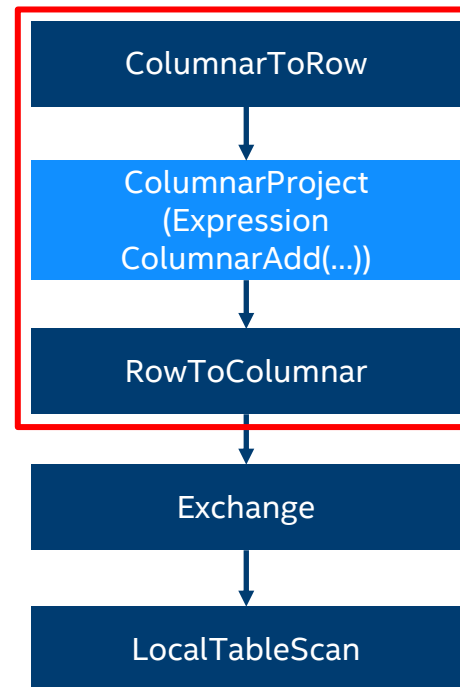 ColumnarToRow
ColumnarProject
(Expression
ColumnarAdd(...))
RowToColumnar
Exchange
LocalTableScan